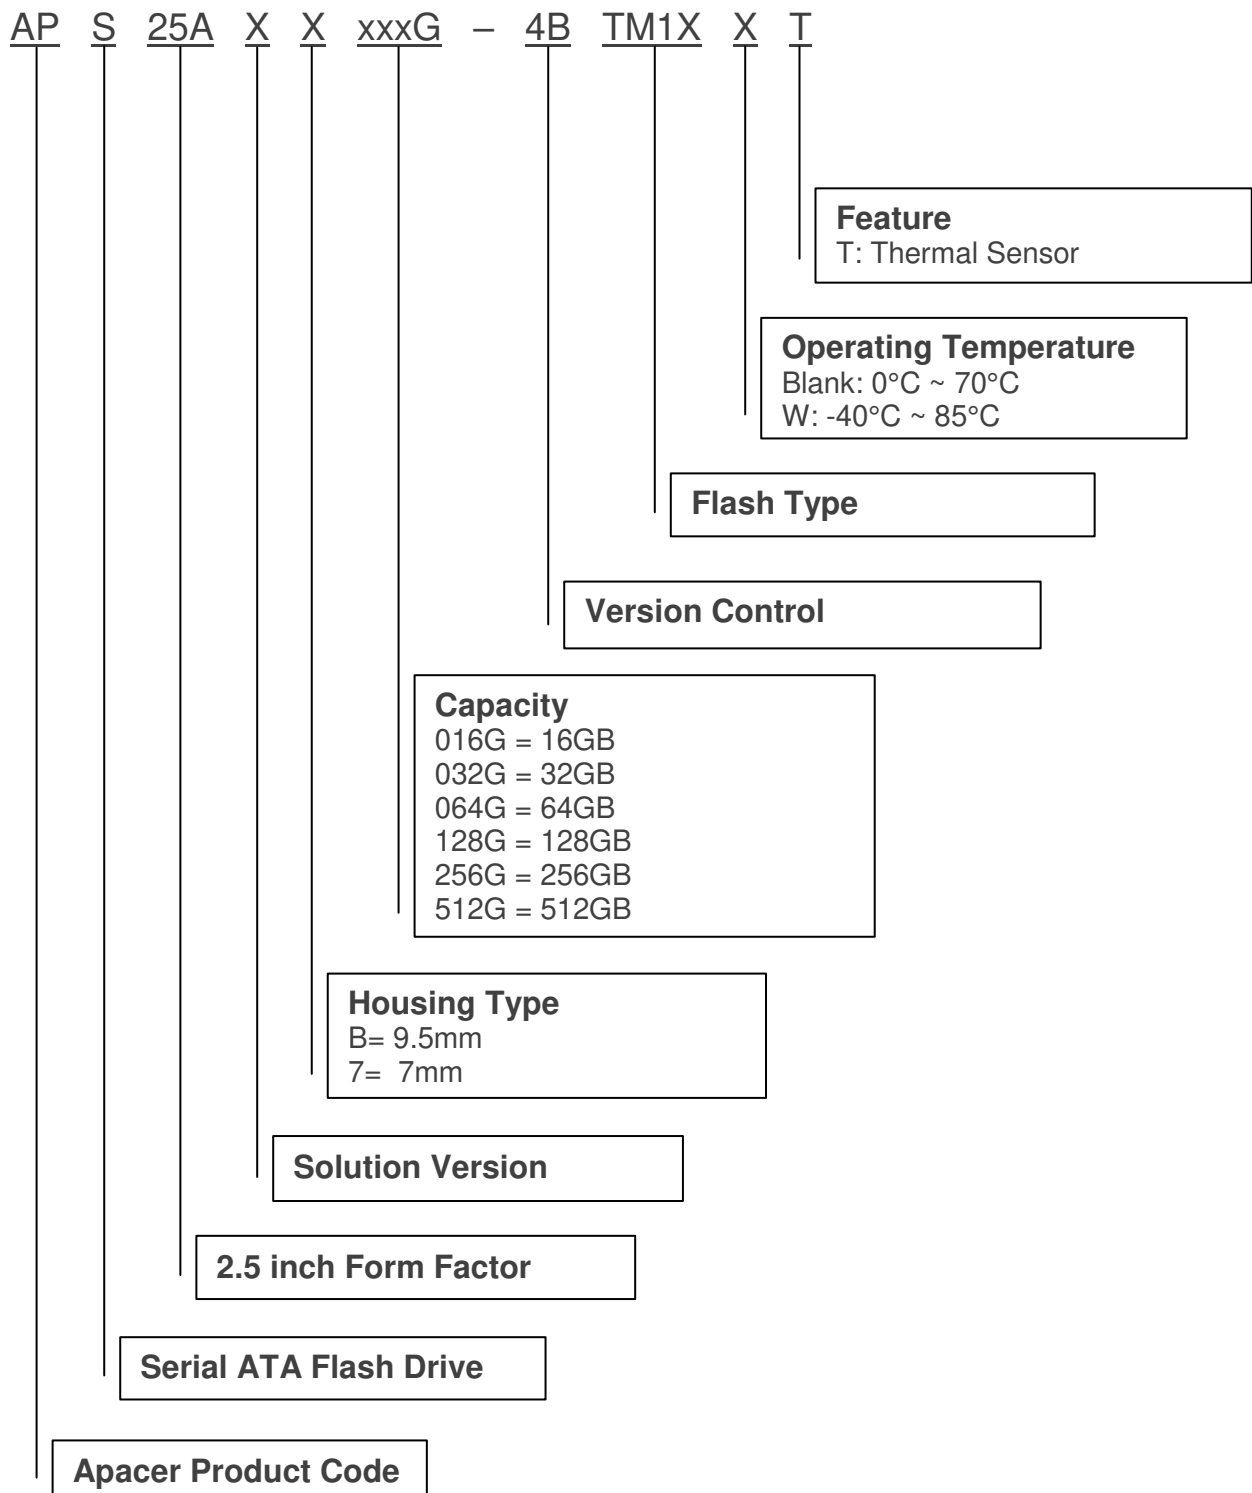 AP S 25A X X xxxG – 4B TM1X X T
Feature
T: Thermal Sensor
Operating Temperature
Blank: 0°C ~ 70°C
W: -40°C ~ 85°C
Flash Type
Version Control
Capacity
016G = 16GB
032G = 32GB
064G = 64GB
128G = 128GB
256G = 256GB
512G = 512GB
Housing Type
B= 9.5mm
7= 7mm
Solution Version
2.5 inch Form Factor
Serial ATA Flash Drive
Apacer Product Code